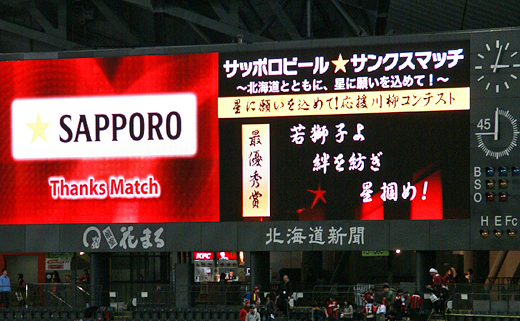 SAPPORO
Thanks Match
サッポロビール★サンクスマッチ
～北海道とともに、星に願いを込めて！～
星に願いを込めて！応援川柳コンテスト
最優秀賞
若獅子よ
絆を紡ぎ
星掴め！
45
B
S
O
H E Fc
花まる
北海道新聞
KFC